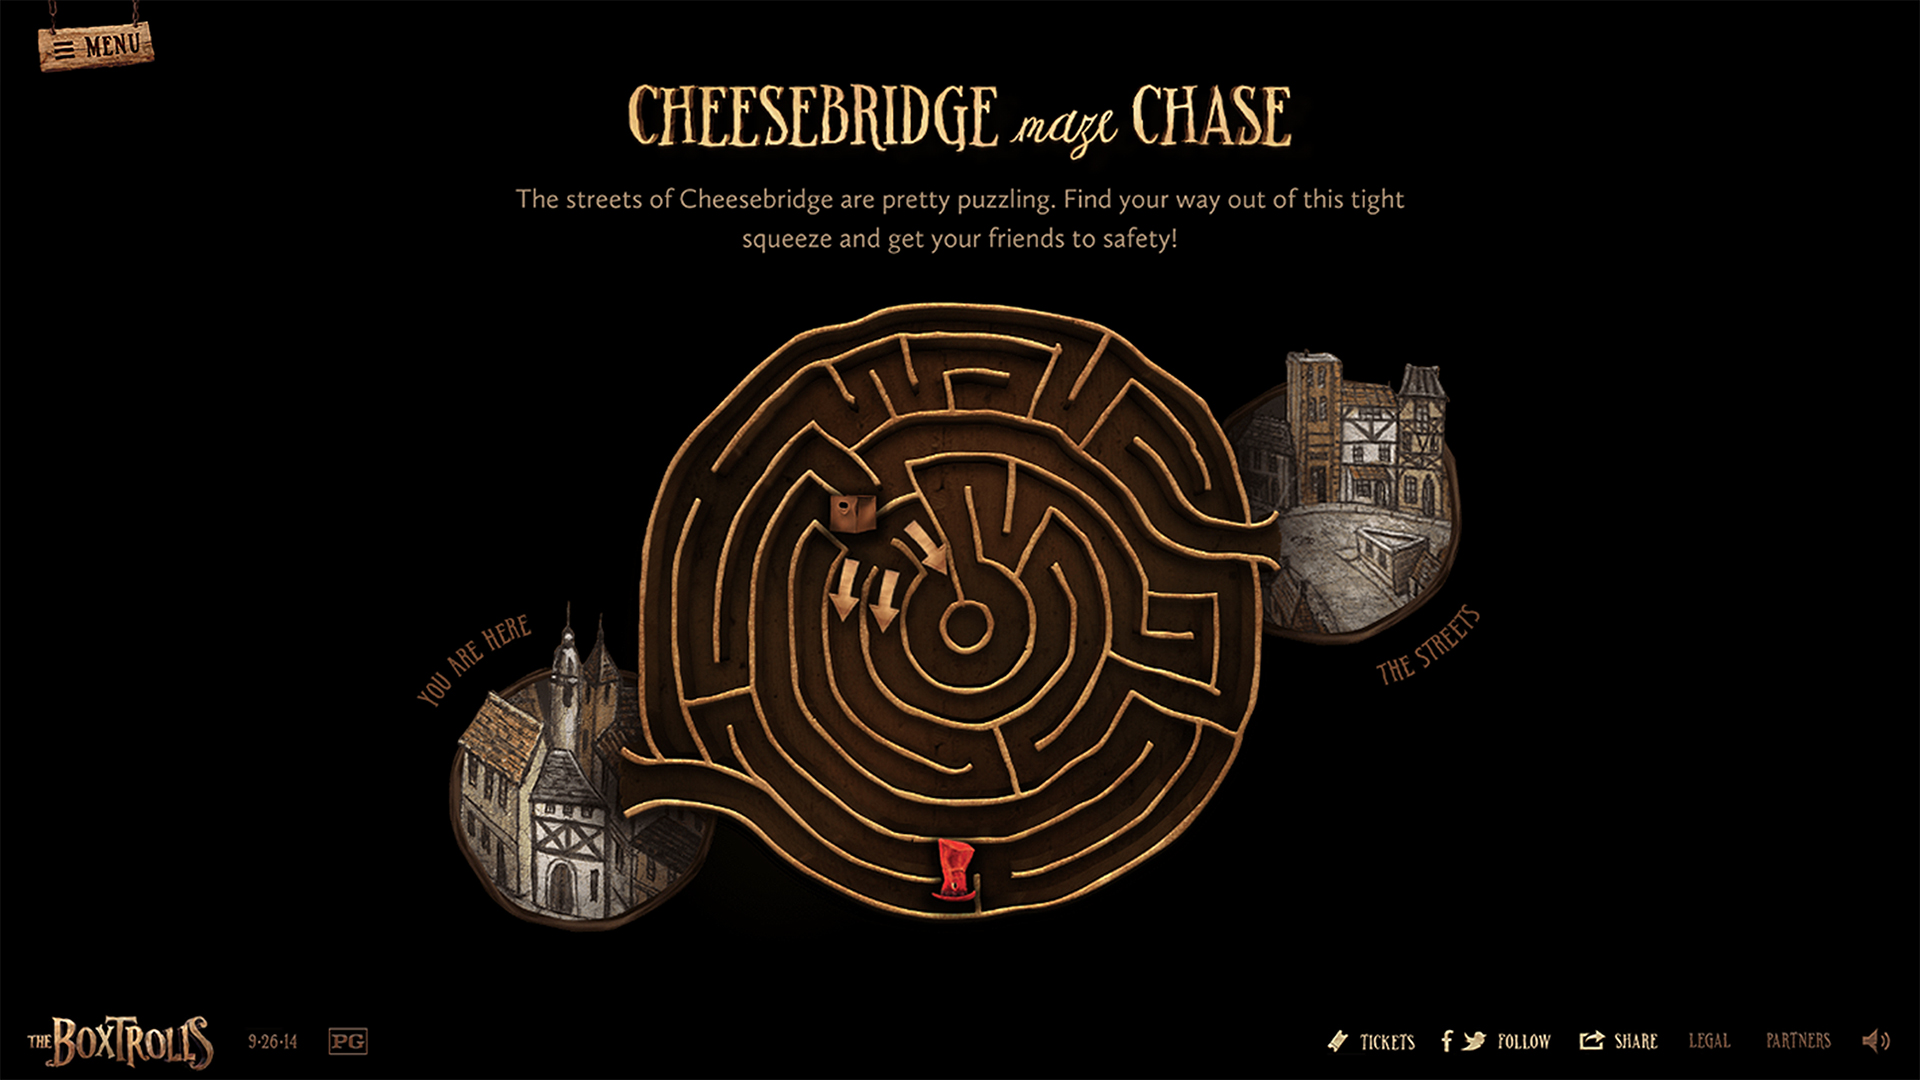 MENU
CHEESEBRIDGE maze CHASE
The streets of Cheesebridge are pretty puzzling. Find your way out of this tight
squeeze and get your friends to safety!
YOU ARE HERE
THE STREETS
THE BOXTROLLS
9·26·14
PG
TICKETS
FOLLOW
SHARE
LEGAL
PARTNERS